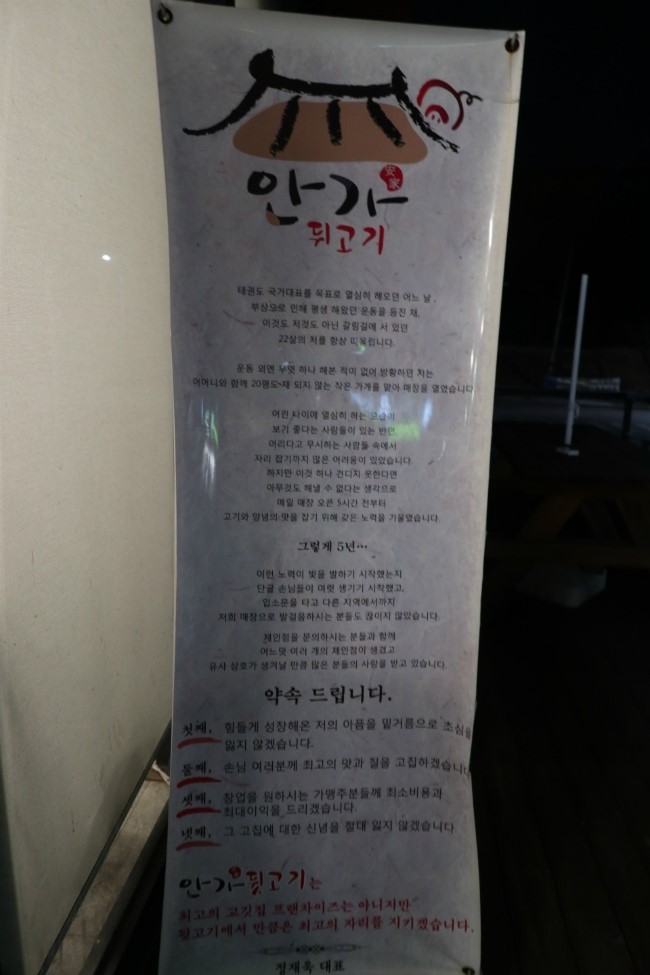 안가
安家
뒷고기
태권도 국가대표를 목표로 열심히 해오던 어느 날,
부상으로 인해 평생 해왔던 운동을 등진 채,
이것도 저것도 아닌 갈림길에 서 있던
22살의 저를 항상 떠올립니다.
운동 외엔 무엇 하나 해본 적이 없어 방황하던 저는
어머니와 함께 20평도 채 되지 않는 작은 가게를 맡아 매장을 열었습니다.
어린 나이에 열심히 하는 모습이
보기 좋다는 사람들이 있는 반면
어리다고 무시하는 사람들 속에서
자리 잡기까지 많은 어려움이 있었습니다.
하지만 이것 하나 견디지 못한다면
아무것도 해낼 수 없다는 생각으로
매일 매장 오픈 5시간 전부터
고기와 양념의 맛을 잡기 위해 갖은 노력을 기울였습니다.
그렇게 5년…
이런 노력이 빛을 발하기 시작했는지
단골 손님들이 여럿 생기기 시작했고,
입소문을 타고 다른 지역에서까지
저희 매장으로 발걸음하시는 분들도 끊이지 않았습니다.
체인점을 문의하시는 분들과 함께
어느덧 여러 개의 체인점이 생겼고
유사 상호가 생겨날 만큼 많은 분들의 사랑을 받고 있습니다.
약속 드립니다.
첫째, 힘들게 성장해온 저의 아픔을 밑거름으로 초심을
잃지 않겠습니다.
둘째, 손님 여러분께 최고의 맛과 질을 고집하겠습니다
셋째, 창업을 원하시는 가맹주분들께 최소비용과
최대이익을 드리겠습니다.
넷째, 그 고집에 대한 신념을 절대 잃지 않겠습니다
안가뒷고기는
최고의 고깃집 프랜차이즈는 아니지만
뒷고기에서 만큼은 최고의 자리를 지키겠습니다.
정재욱 대표